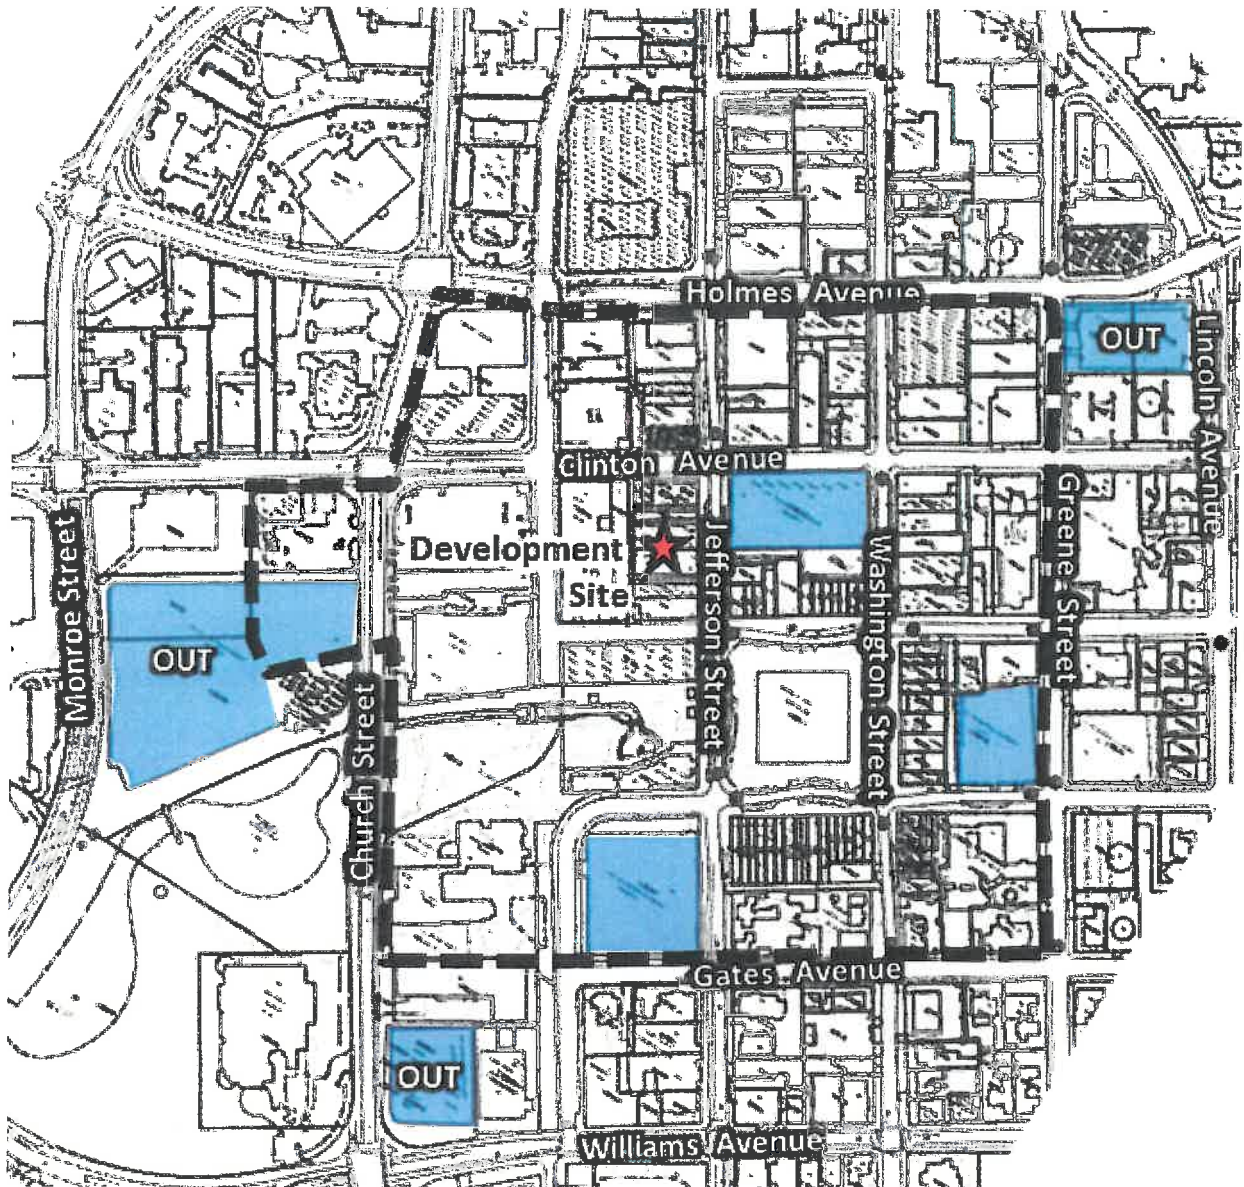 Holmes Avenue
OUT
Lincoln Avenue
Clinton Avenue
Development
Site
Jefferson Street
Washington Street
Greene Street
Monroe Street
OUT
Church Street
Gates Avenue
OUT
Williams Avenue